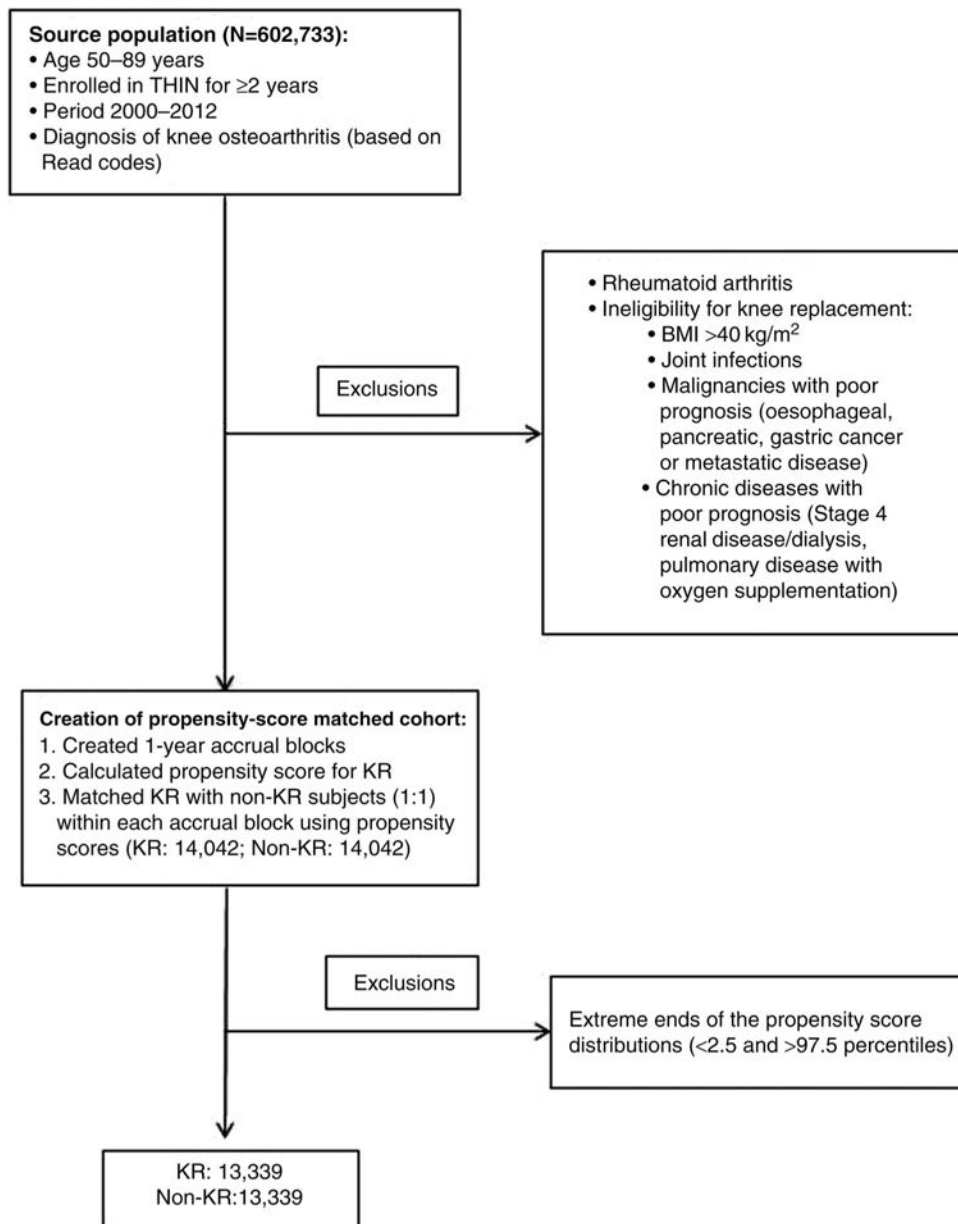 Source population (N=602,733):
• Age 50–89 years
• Enrolled in THIN for ≥2 years
• Period 2000–2012
• Diagnosis of knee osteoarthritis (based on
Read codes)
Exclusions
• Rheumatoid arthritis
• Ineligibility for knee replacement:
• BMI >40 kg/m²
• Joint infections
• Malignancies with poor
prognosis (oesophageal,
pancreatic, gastric cancer
or metastatic disease)
• Chronic diseases with
poor prognosis (Stage 4
renal disease/dialysis,
pulmonary disease with
oxygen supplementation)
Creation of propensity-score matched cohort:
1. Created 1-year accrual blocks
2. Calculated propensity score for KR
3. Matched KR with non-KR subjects (1:1)
within each accrual block using propensity
scores (KR: 14,042; Non-KR: 14,042)
Exclusions
Extreme ends of the propensity score
distributions (<2.5 and >97.5 percentiles)
KR: 13,339
Non-KR:13,339